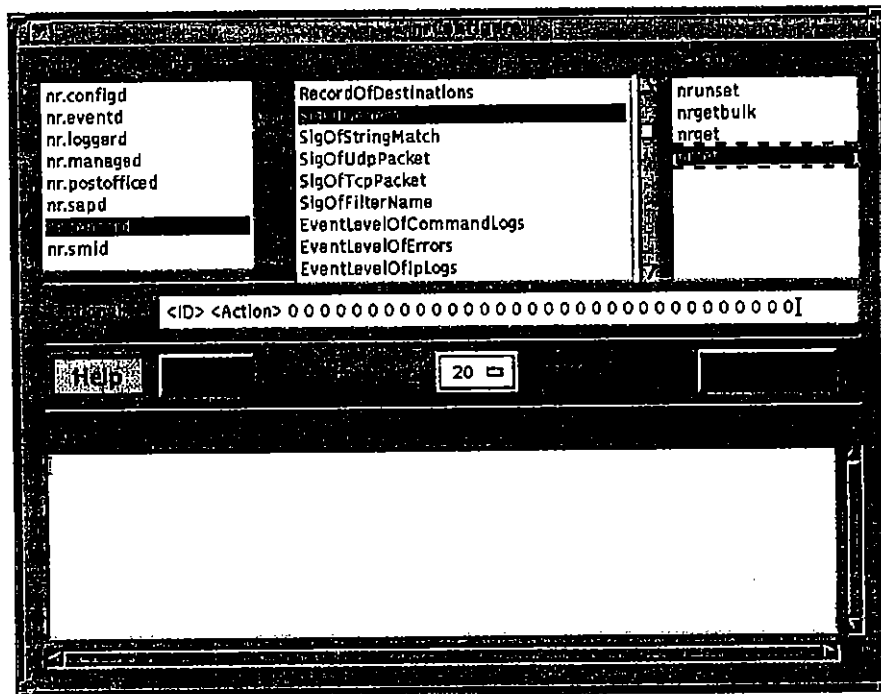 nr.configd
nr.eventd
nr.loggerd
nr.managed
nr.postofficed
nr.sapd
nr.smid
RecordOfDestinations
SigOfStringMatch
SigOfUdpPacket
SigOfTcpPacket
SigOfFilterName
EventLevelOfCommandLogs
EventLevelOfErrors
EventLevelOfIpLogs
nrunset
nrgetbulk
nrget
<ID> <Action> 0 0 0 0 0 0 0 0 0 0 0 0 0 0 0 0 0 0 0 0 0 0 0 0 0 0 0 0 0 0 0 0
Help
20